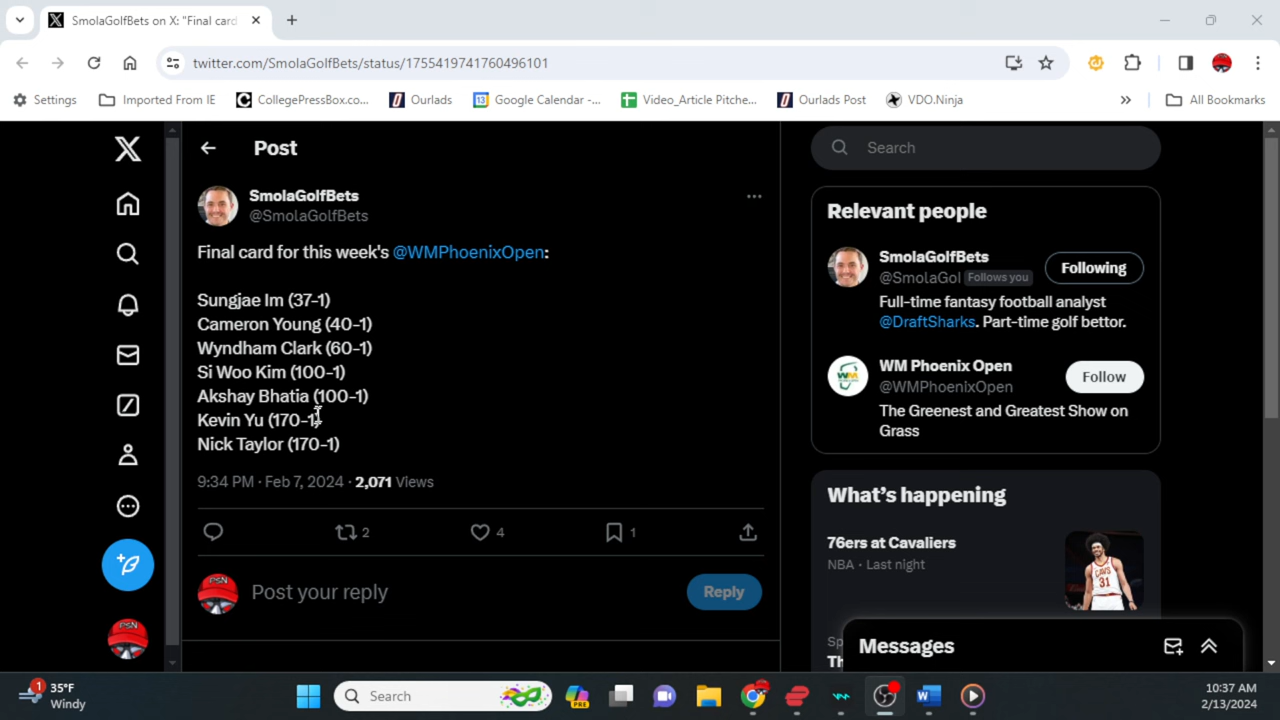 SmolaGolfBets on X: "Final card
twitter.com/SmolaGolfBets/status/1755419741760496101
Settings
Imported From IE
CollegePressBox.co...
Ourlads
Google Calendar -...
Video_Article Pitche...
Ourlads Post
VDO.Ninja
»
All Bookmarks
Post
SmolaGolfBets
@SmolaGolfBets
Final card for this week's @WMPhoenixOpen:
Sungjae Im (37-1)
Cameron Young (40-1)
Wyndham Clark (60-1)
Si Woo Kim (100-1)
Akshay Bhatia (100-1)
Kevin Yu (170-1)
Nick Taylor (170-1)
9:34 PM · Feb 7, 2024 · 2,071 Views
2
4
1
PSN
Post your reply
Reply
Search
Relevant people
SmolaGolfBets
@SmolaGol Follows you
Following
Full-time fantasy football analyst
@DraftSharks. Part-time golf bettor.
WM Phoenix Open
@WMPhoenixOpen
Follow
The Greenest and Greatest Show on
Grass
What's happening
76ers at Cavaliers
NBA · Last night
CAVS
31
Messages
1
35°F
Windy
Search
PRE
10:37 AM
2/13/2024